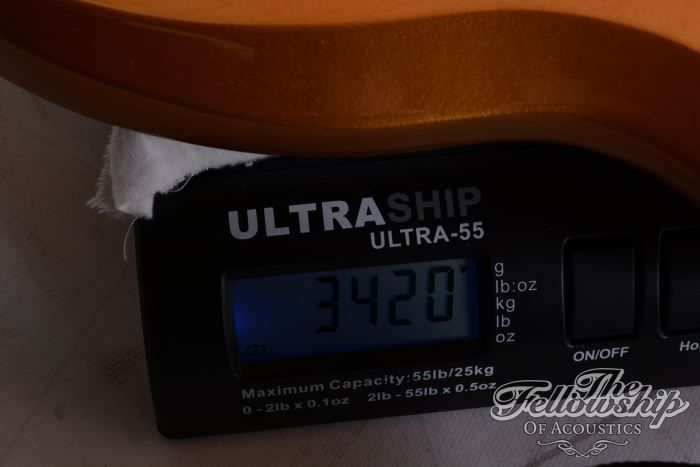 ULTRASHIP
ULTRA-55
3420
g
lb:oz
kg
lb
oz
ON/OFF
Ho
Maximum Capacity:55lb/25kg
0 - 2lb x 0.1oz 2lb - 55lb x 0.5oz
The
Fellowship
OF ACOUSTICS